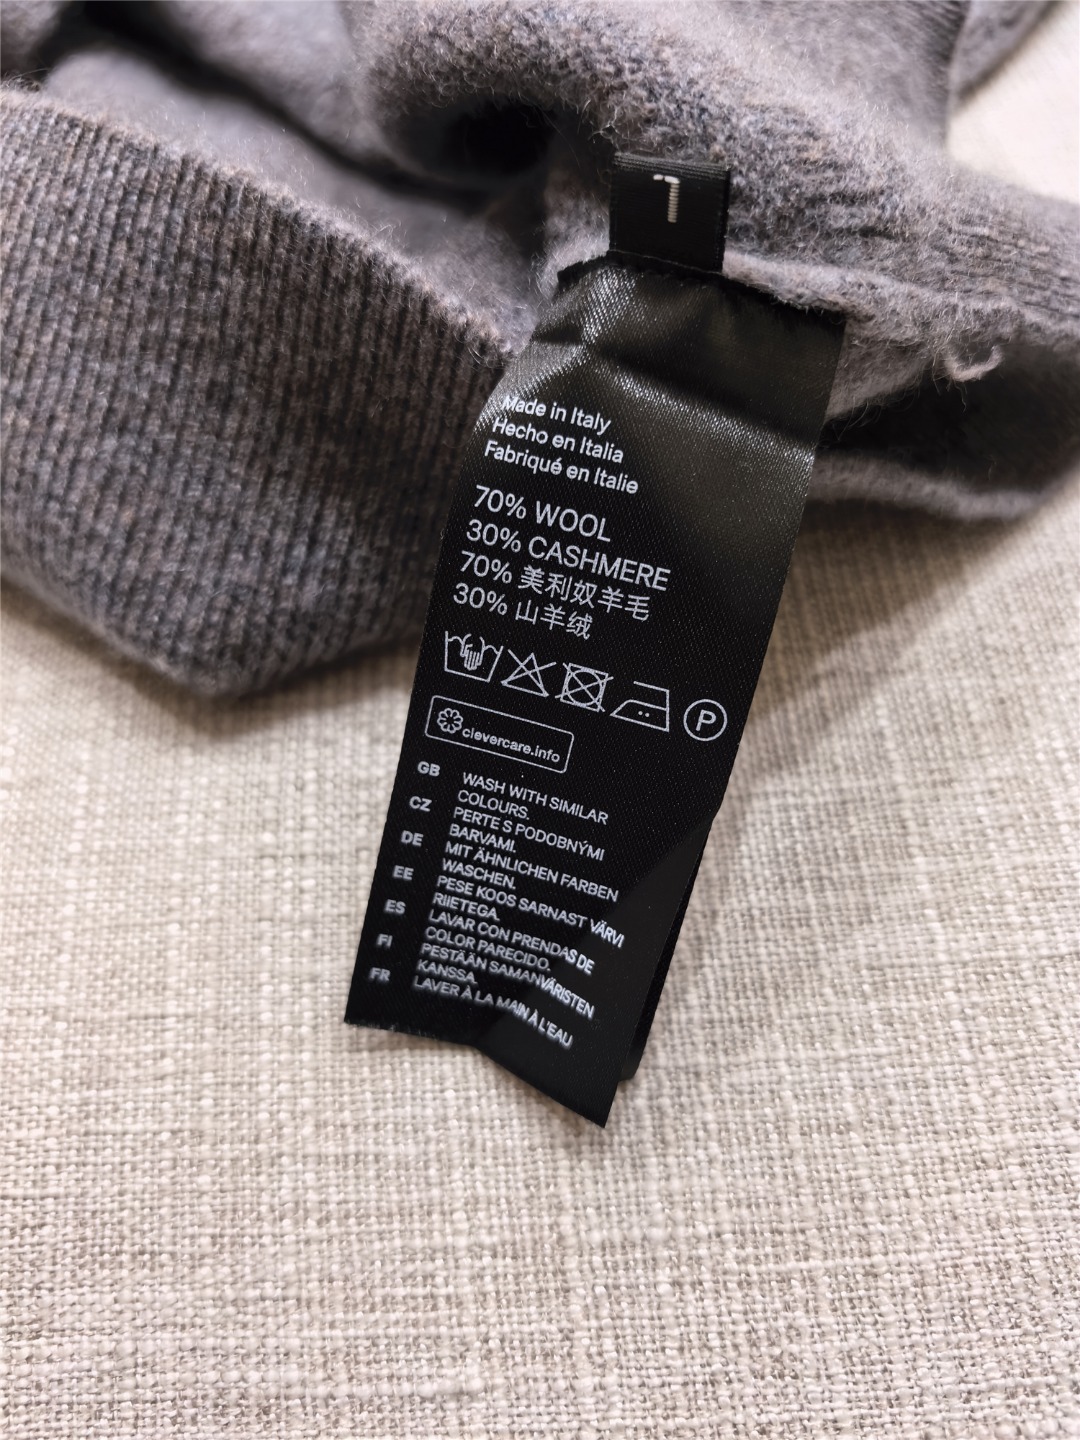 L
Made in Italy
Hecho en Italia
Fabriqué en Italie
70% WOOL
30% CASHMERE
70% 美利奴羊毛
30% 山羊绒
P
clevercare.info
GB WASH WITH SIMILAR
COLOURS.
CZ PERTE S PODOBNÝMI
BARVAMI.
DE MIT ÄHNLICHEN FARBEN
WASCHEN.
EE PESE KOOS SARNAST VÄRVI
RIIETEGA.
ES LAVAR CON PRENDAS DE
COLOR PARECIDO.
FI PESTÄÄN SAMANVÄRISTEN
KANSSA.
FR LAVER À LA MAIN À L'EAU